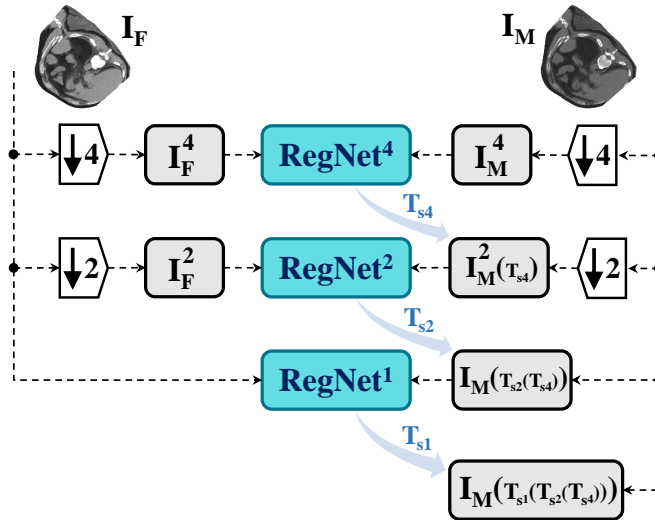 I_F I_M
↓4 I_F^4 RegNet^4 I_M^4 ↓4
T_s4
↓2 I_F^2 RegNet^2 I_M^2(T_s4) ↓2
T_s2
RegNet^1 I_M(T_s2(T_s4))
T_s1
I_M(T_s1(T_s2(T_s4)))